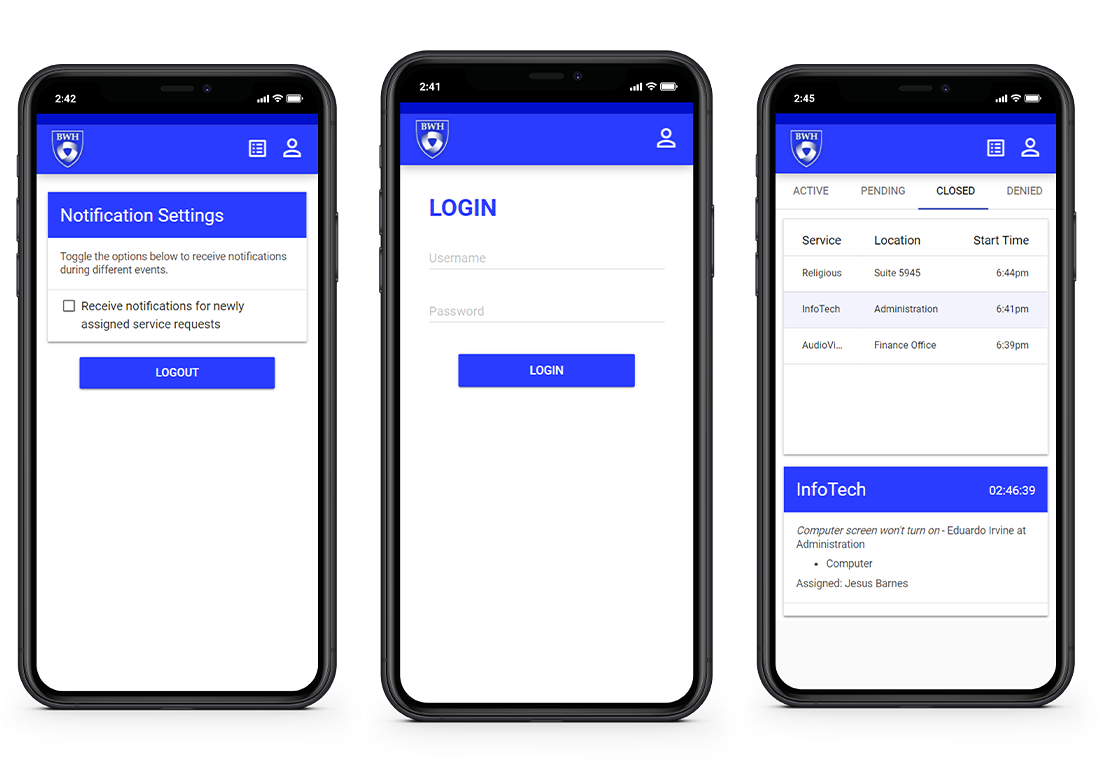 2:42
BWH
Notification Settings
Toggle the options below to receive notifications
during different events.
Receive notifications for newly
assigned service requests
LOGOUT
2:41
BWH
LOGIN
Username
Password
LOGIN
2:45
BWH
ACTIVE PENDING CLOSED DENIED
Service Location Start Time
Religious Suite 5945 6:44pm
InfoTech Administration 6:41pm
AudioVi... Finance Office 6:39pm
InfoTech 02:46:39
Computer screen won't turn on - Eduardo Irvine at
Administration
• Computer
Assigned: Jesus Barnes